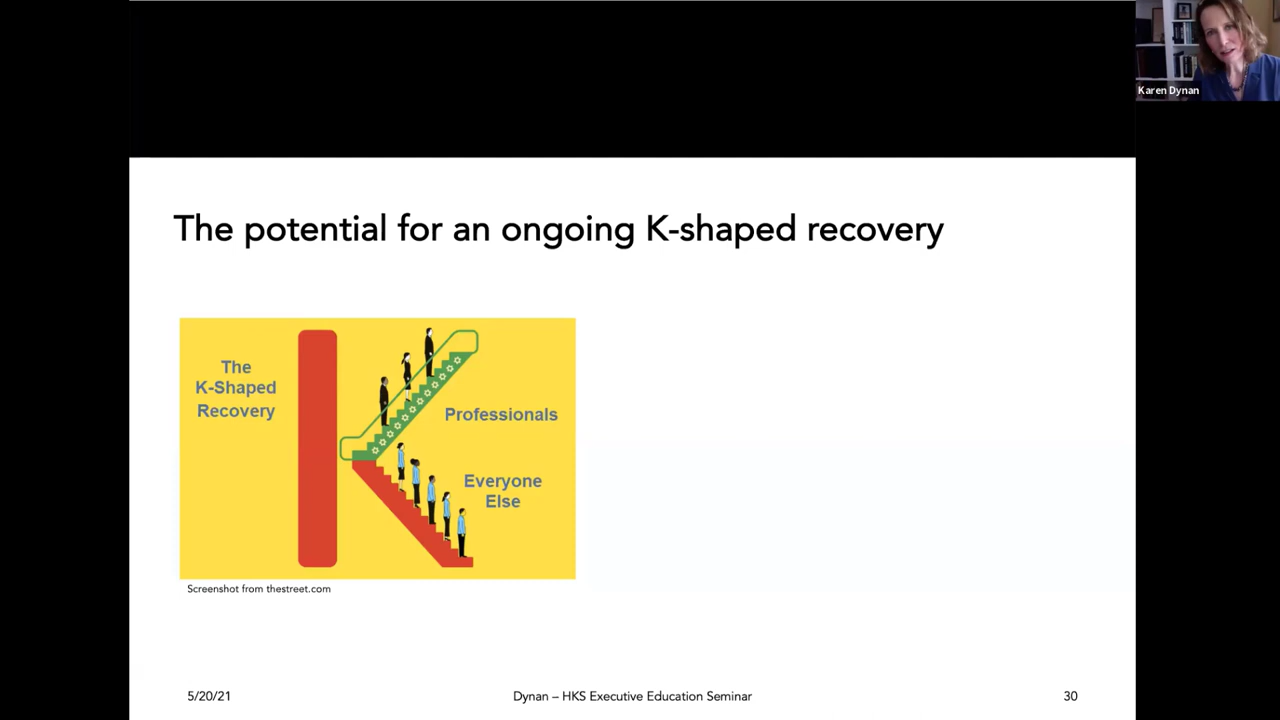 Karen Dynan
The potential for an ongoing K-shaped recovery
The
K-Shaped
Recovery
Professionals
Everyone
Else
Screenshot from thestreet.com
5/20/21
Dynan – HKS Executive Education Seminar
30